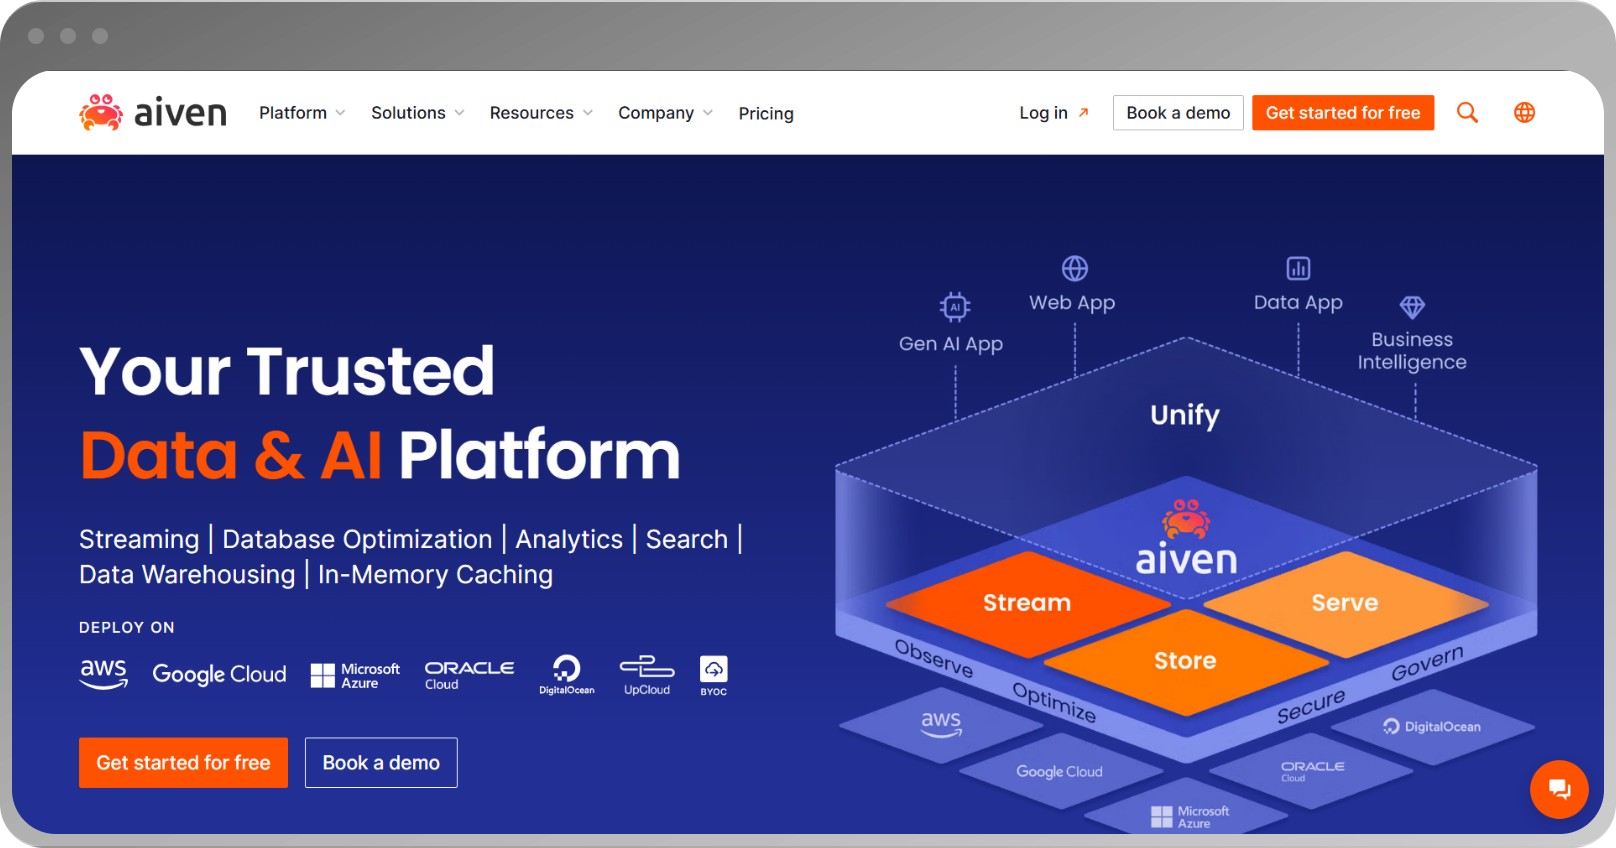 aiven Platform Solutions Resources Company Pricing Log in Book a demo Get started for free
Your Trusted
Data & AI Platform
Streaming | Database Optimization | Analytics | Search |
Data Warehousing | In-Memory Caching
DEPLOY ON
aws Google Cloud Microsoft Azure ORACLE Cloud DigitalOcean UpCloud BYOC
Get started for free Book a demo
Gen AI App
AI
Web App
Data App
Business
Intelligence
Unify
aiven
Stream
Serve
Store
Observe
Optimize
Secure
Govern
aws
Google Cloud
Microsoft
Azure
ORACLE
Cloud
DigitalOcean